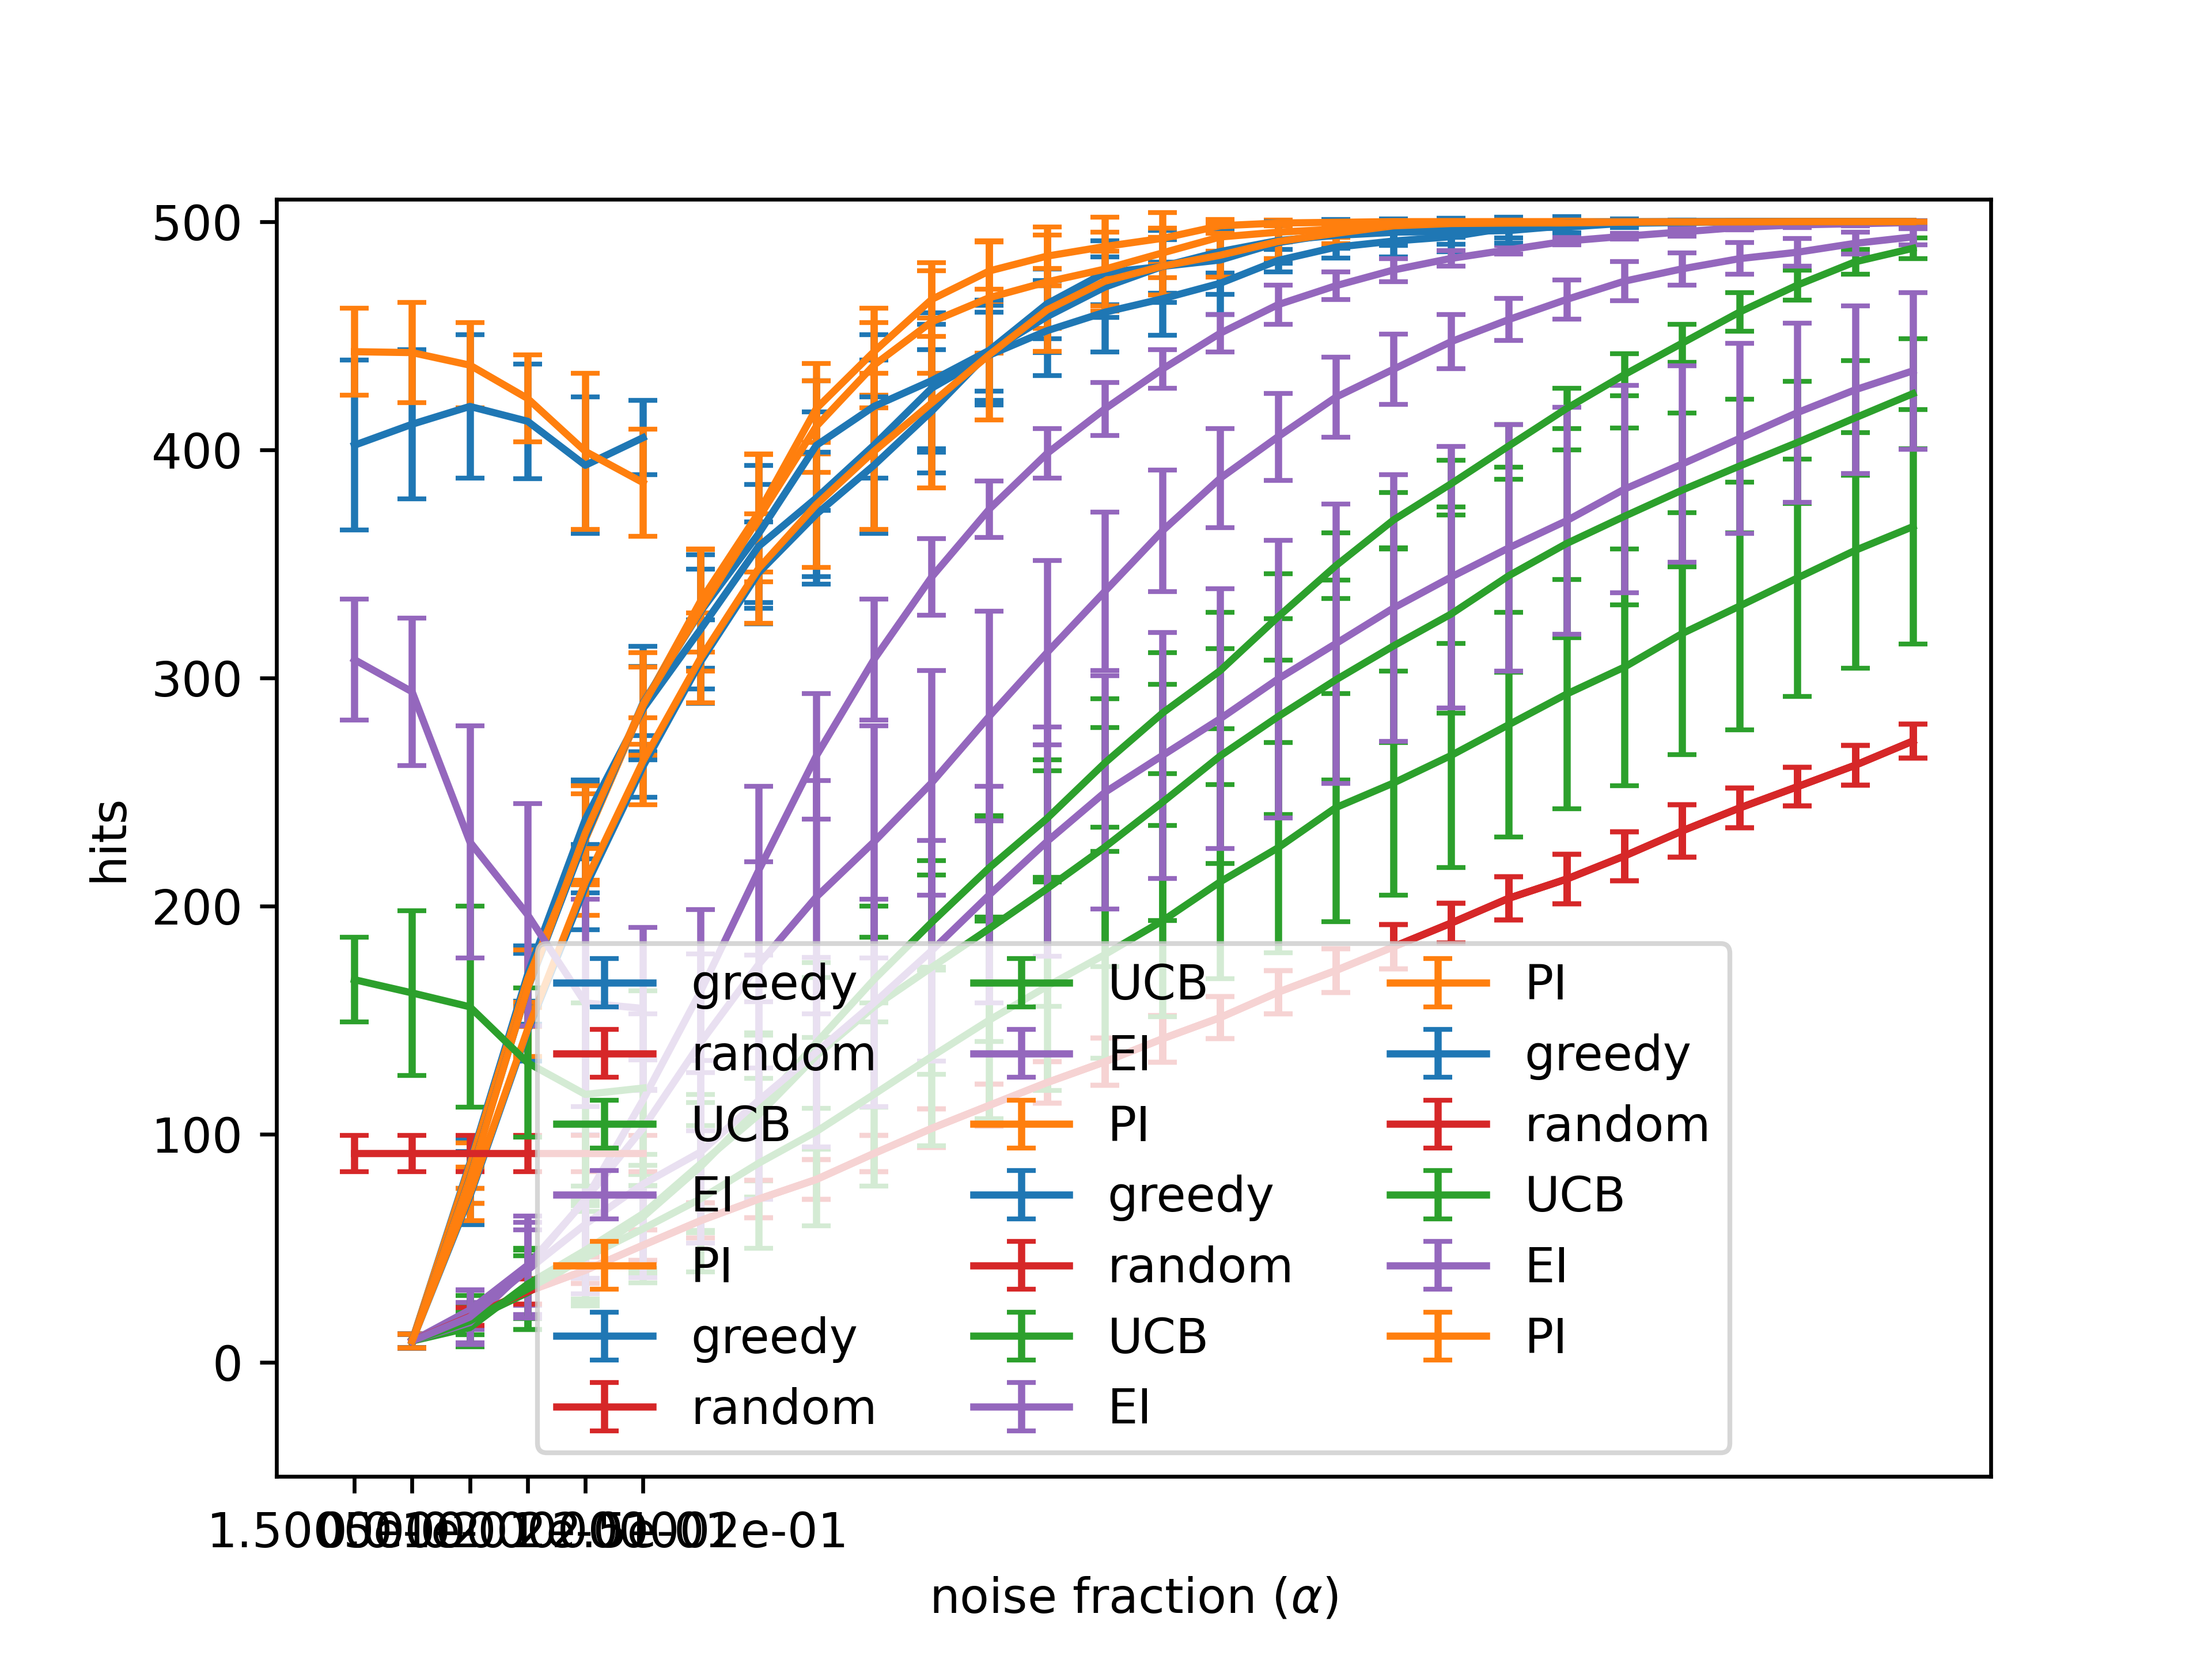 500
400
300
200
100
0
hits
greedy
random
UCB
EI
PI
greedy
random
UCB
EI
PI
greedy
random
UCB
EI
PI
greedy
random
UCB
EI
PI
noise fraction (α)